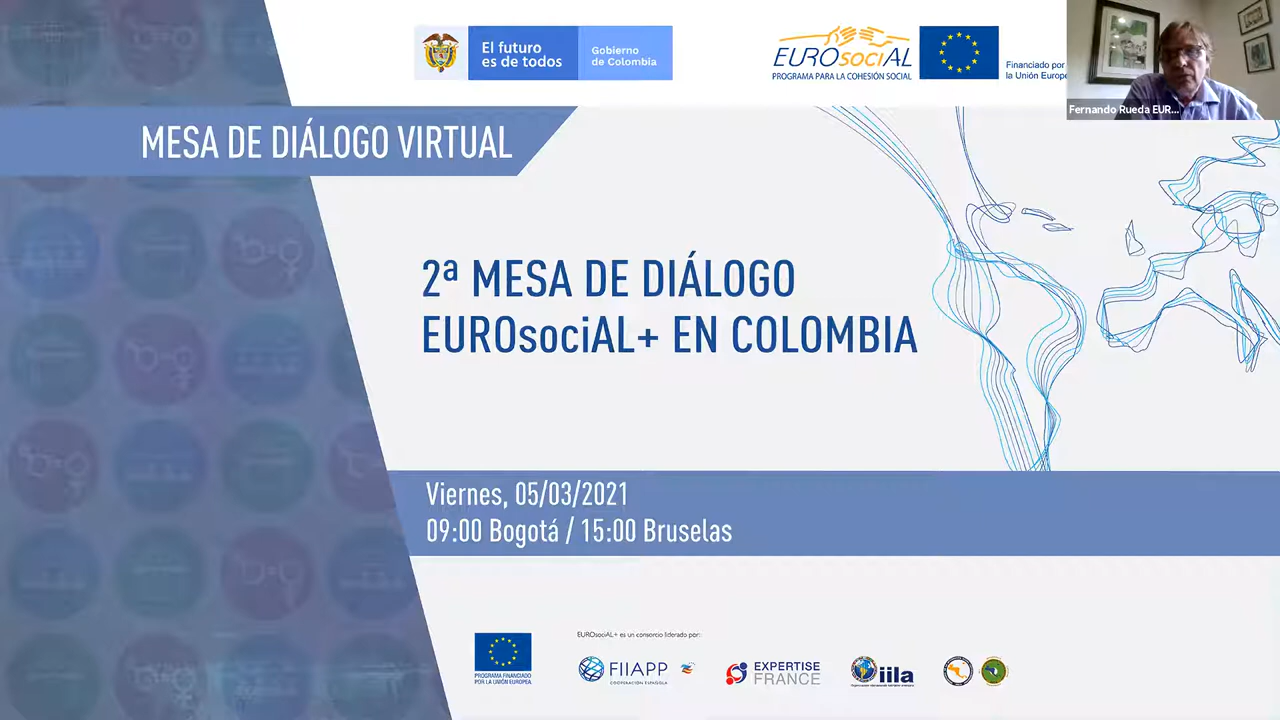 El futuro
es de todos
Gobierno
de Colombia
EUROsociAL
PROGRAMA PARA LA COHESIÓN SOCIAL
Financiado por
la Unión Europe
Fernando Rueda EUR...
MESA DE DIÁLOGO VIRTUAL
2ª MESA DE DIÁLOGO
EUROsociAL+ EN COLOMBIA
Viernes, 05/03/2021
09:00 Bogotá / 15:00 Bruselas
EUROsociAL+ es un consorcio liderado por:
PROGRAMA FINANCIADO
POR LA UNIÓN EUROPEA
FIIAPP
COOPERACIÓN ESPAÑOLA
EXPERTISE
FRANCE
iila